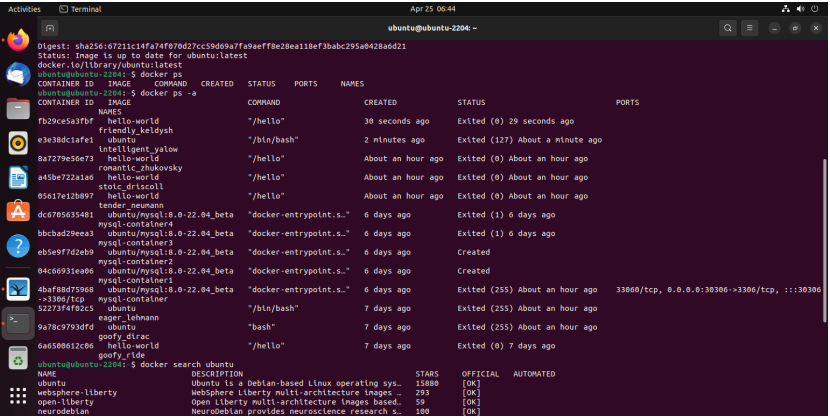 Activities Terminal Apr 25 06:44
ubuntu@ubuntu-2204: ~
Digest: sha256:67211c14fa74f070d27cc59d69a7fa9aeff8e28ea118ef3babc295a0428a6d21
Status: Image is up to date for ubuntu:latest
docker.io/library/ubuntu:latest
ubuntu@ubuntu-2204:~$ docker ps
CONTAINER ID IMAGE COMMAND CREATED STATUS PORTS NAMES
ubuntu@ubuntu-2204:~$ docker ps -a
CONTAINER ID IMAGE COMMAND CREATED STATUS PORTS
NAMES
fb29ce5a3fbf hello-world "/hello" 30 seconds ago Exited (0) 29 seconds ago
friendly_keldysh
e3e38dc1afe1 ubuntu "/bin/bash" 2 minutes ago Exited (127) About a minute ago
intelligent_yalow
8a7279e56e73 hello-world "/hello" About an hour ago Exited (0) About an hour ago
romantic_zhukovsky
a45be722a1a6 hello-world "/hello" About an hour ago Exited (0) About an hour ago
stoic_driscoll
05617e12b897 hello-world "/hello" About an hour ago Exited (0) About an hour ago
tender_neumann
dc6705635481 ubuntu/mysql:8.0-22.04_beta "docker-entrypoint.s…" 6 days ago Exited (1) 6 days ago
mysql-container4
bbcbad29eea3 ubuntu/mysql:8.0-22.04_beta "docker-entrypoint.s…" 6 days ago Exited (1) 6 days ago
mysql-container3
eb5e9f7d2eb9 ubuntu/mysql:8.0-22.04_beta "docker-entrypoint.s…" 6 days ago Created
mysql-container2
04c66931ea06 ubuntu/mysql:8.0-22.04_beta "docker-entrypoint.s…" 6 days ago Created
mysql-container1
4baf88d75968 ubuntu/mysql:8.0-22.04_beta "docker-entrypoint.s…" 6 days ago Exited (255) About an hour ago 33060/tcp, 0.0.0.0:30306->3306/tcp, :::30306
->3306/tcp mysql-container
52273f4f02c5 ubuntu "/bin/bash" 7 days ago Exited (255) About an hour ago
eager_lehmann
9a78c9793dfd ubuntu "bash" 7 days ago Exited (255) About an hour ago
goofy_dirac
6a6500612c06 hello-world "/hello" 7 days ago Exited (0) 7 days ago
goofy_ride
ubuntu@ubuntu-2204:~$ docker search ubuntu
NAME DESCRIPTION STARS OFFICIAL AUTOMATED
ubuntu Ubuntu is a Debian-based Linux operating sys… 15880 [OK]
websphere-liberty WebSphere Liberty multi-architecture images … 293 [OK]
open-liberty Open Liberty multi-architecture images based… 59 [OK]
neurodebian NeuroDebian provides neuroscience research s… 100 [OK]